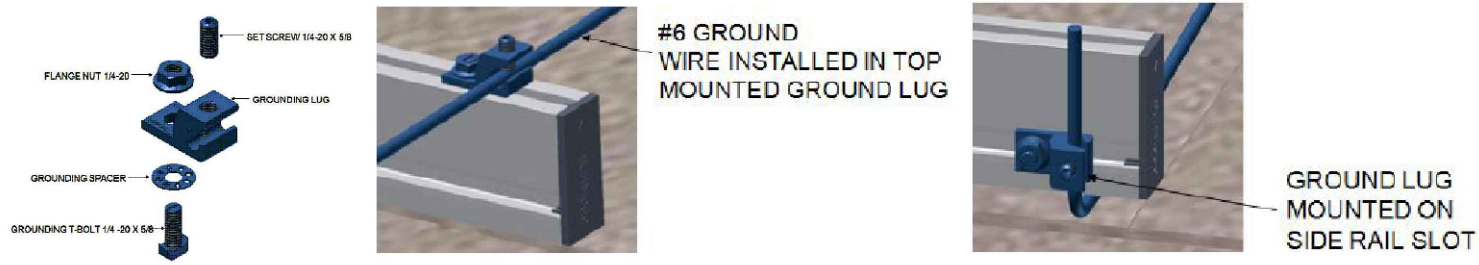 SET SCREW 1/4-20 X 5/8
FLANGE NUT 1/4-20
GROUNDING LUG
GROUNDING SPACER
GROUNDING T-BOLT 1/4 -20 X 5/8
#6 GROUND
WIRE INSTALLED IN TOP
MOUNTED GROUND LUG
GROUND LUG
MOUNTED ON
SIDE RAIL SLOT